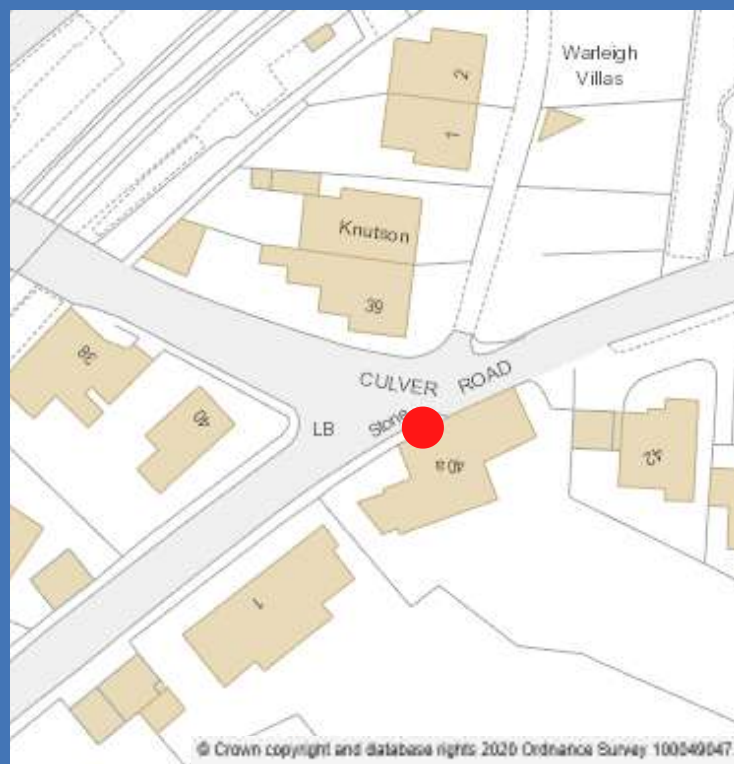 Warleigh
Villas
2
1
Knutson
39
38
CULVER ROAD
40
LB
Stone
40a
42
1
© Crown copyright and database rights 2020 Ordnance Survey 100049047